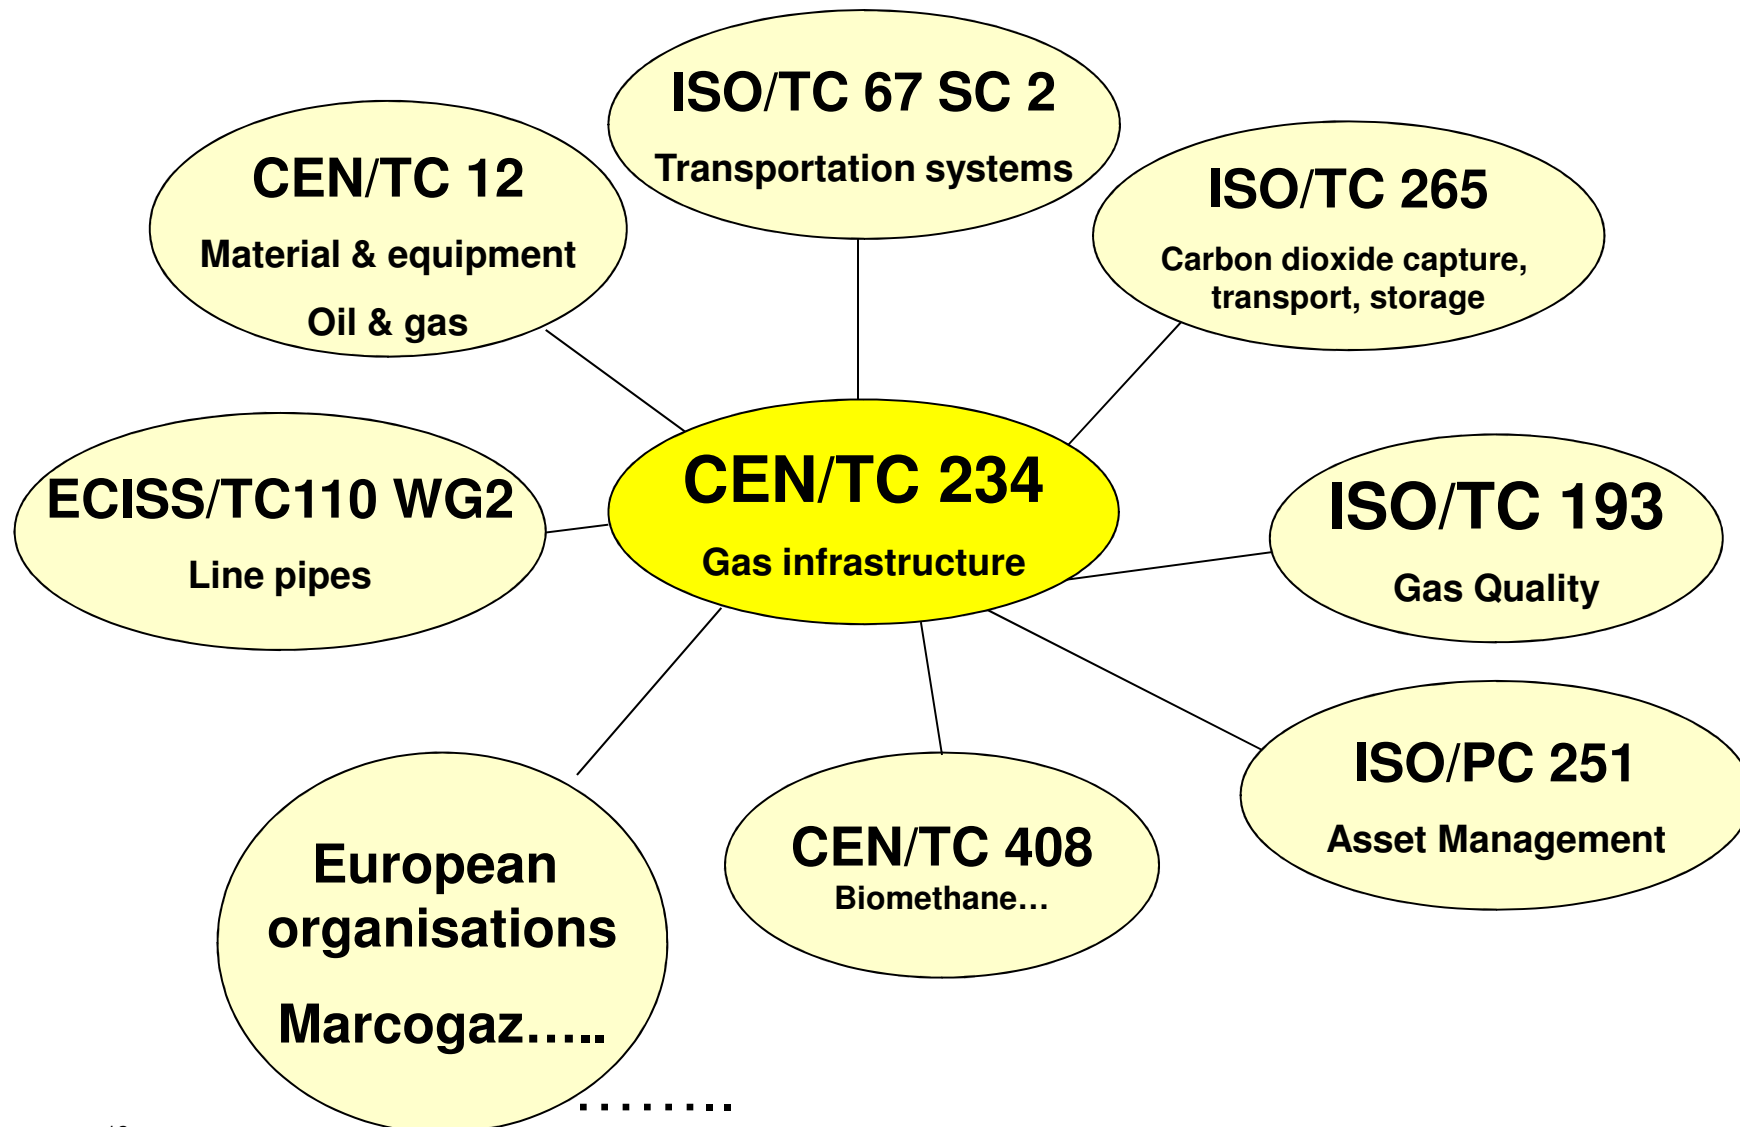 ISO/TC 67 SC 2
Transportation systems
CEN/TC 12
Material & equipment
Oil & gas
ISO/TC 265
Carbon dioxide capture,
transport, storage
CEN/TC 234
Gas infrastructure
ECISS/TC110 WG2
Line pipes
ISO/TC 193
Gas Quality
ISO/PC 251
Asset Management
CEN/TC 408
Biomethane…
European
organisations
Marcogaz…..
……..